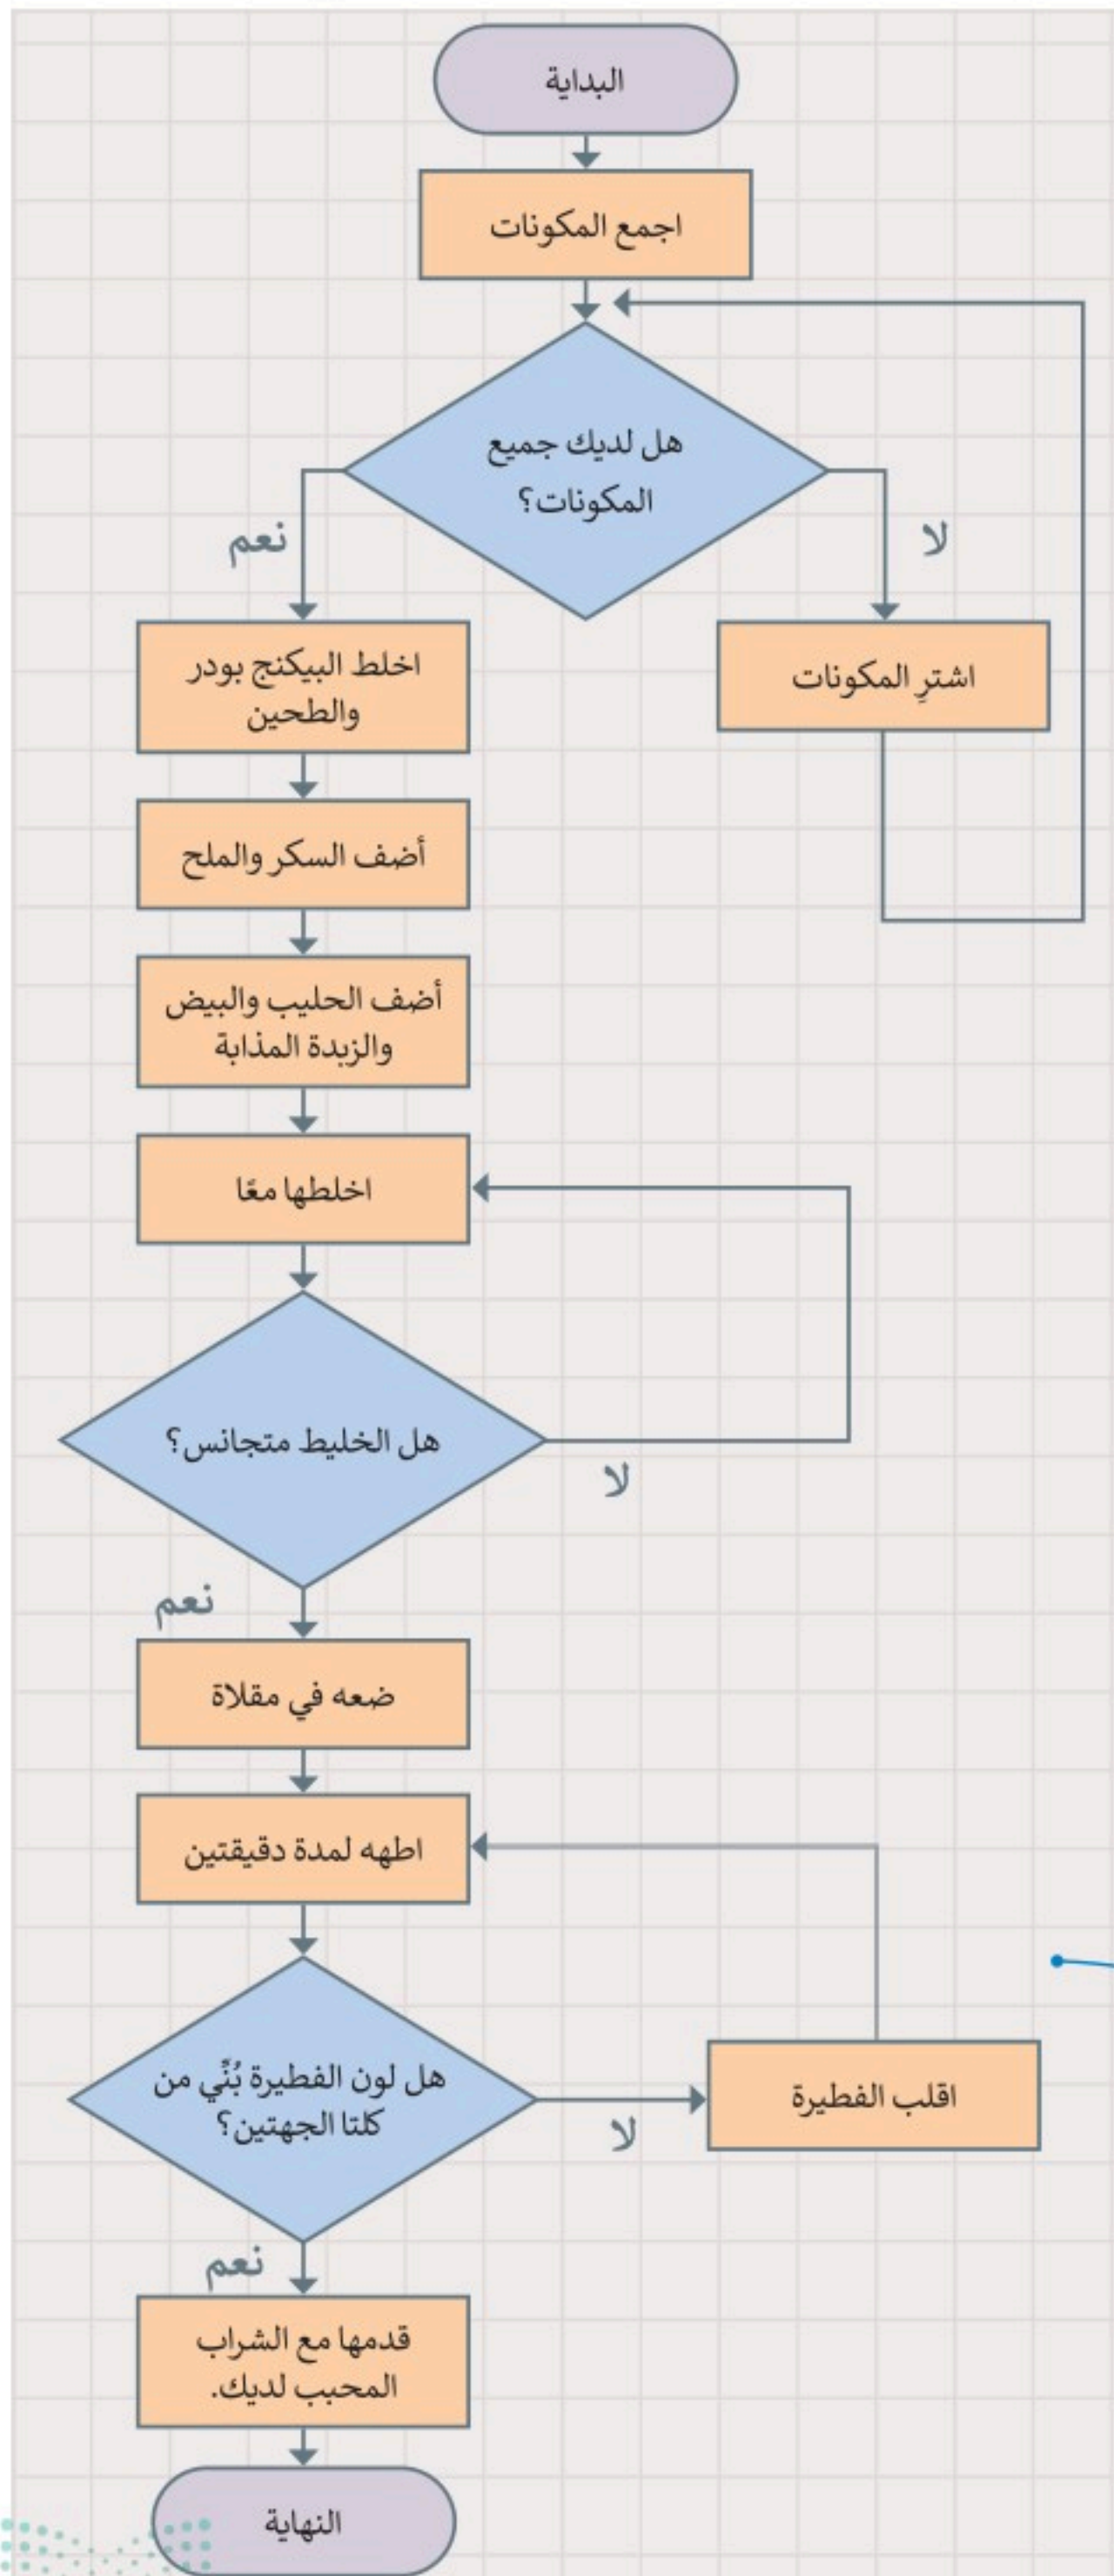 البداية
اجمع المكونات
هل لديك جميع
المكونات؟
نعم
لا
اخلط البيكنج بودر
والطحين
اشترِ المكونات
أضف السكر والملح
أضف الحليب والبيض
والزبدة المذابة
اخلطها معًا
هل الخليط متجانس؟
لا
نعم
ضعه في مقلاة
اطهه لمدة دقيقتين
هل لون الفطيرة بُنِّي من
كلتا الجهتين؟
لا
اقلب الفطيرة
نعم
قدمها مع الشراب
المحبب لديك.
النهاية